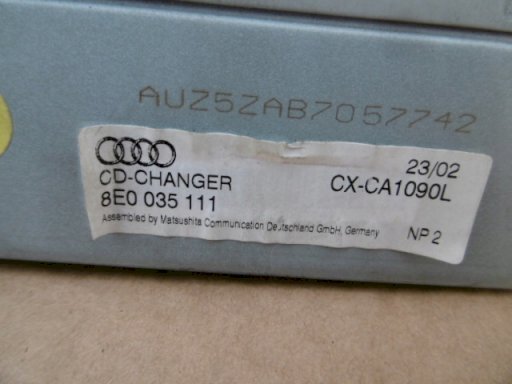 AUZ5ZAB7057742
23/02
CD-CHANGER CX-CA1090L
8E0 035 111
Assembled by Matsushita Communication Deutschland GmbH, Germany NP 2